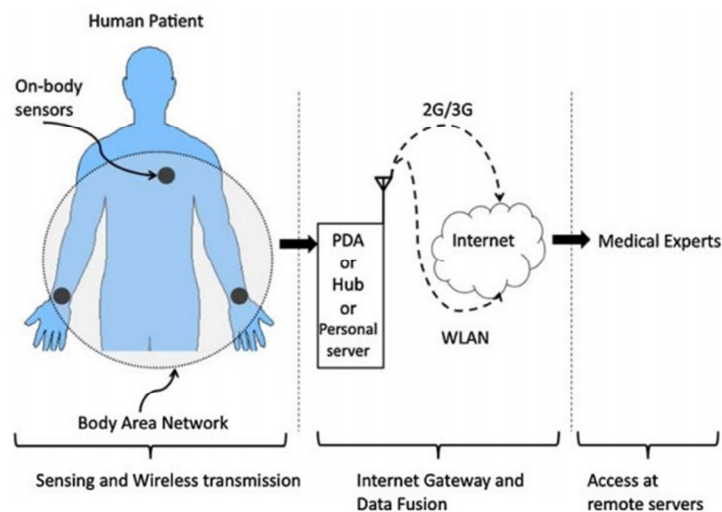 Human Patient
On-body
sensors
Body Area Network
Sensing and Wireless transmission
2G/3G
PDA
or
Hub
or
Personal
server
Internet
WLAN
Internet Gateway and
Data Fusion
Medical Experts
Access at
remote servers